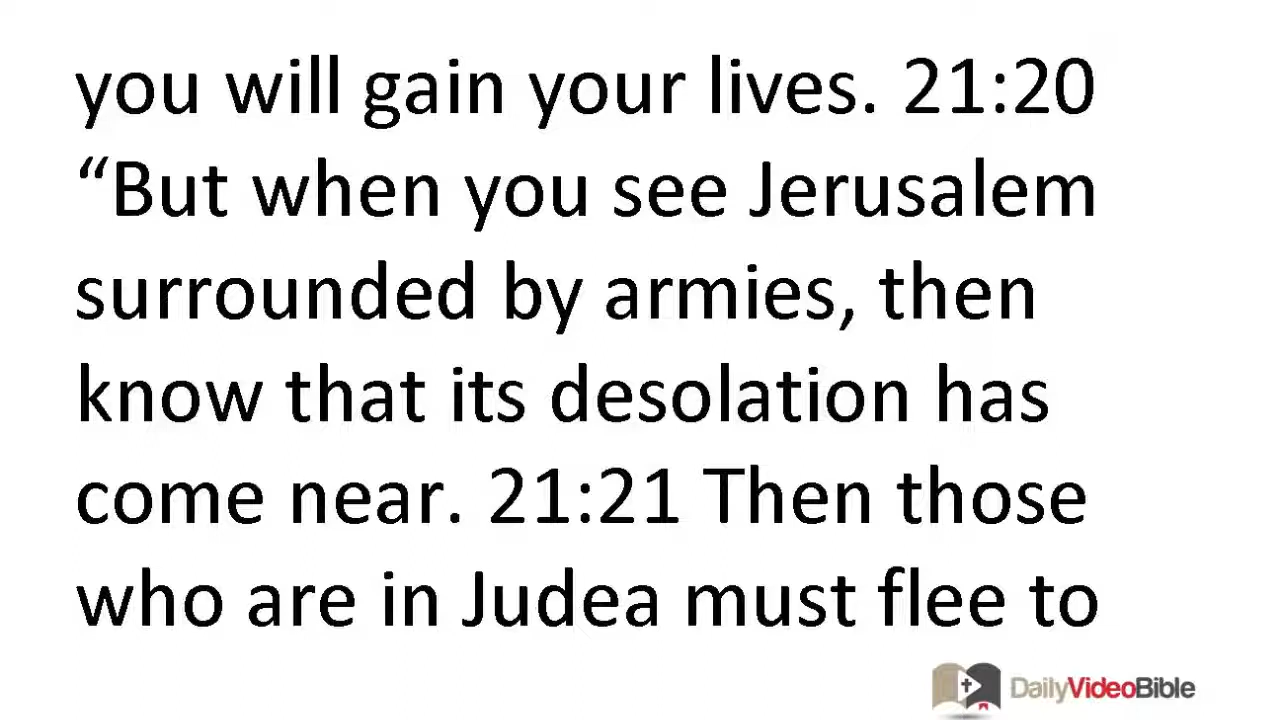 you will gain your lives. 21:20
“But when you see Jerusalem
surrounded by armies, then
know that its desolation has
come near. 21:21 Then those
who are in Judea must flee to
DailyVideoBible